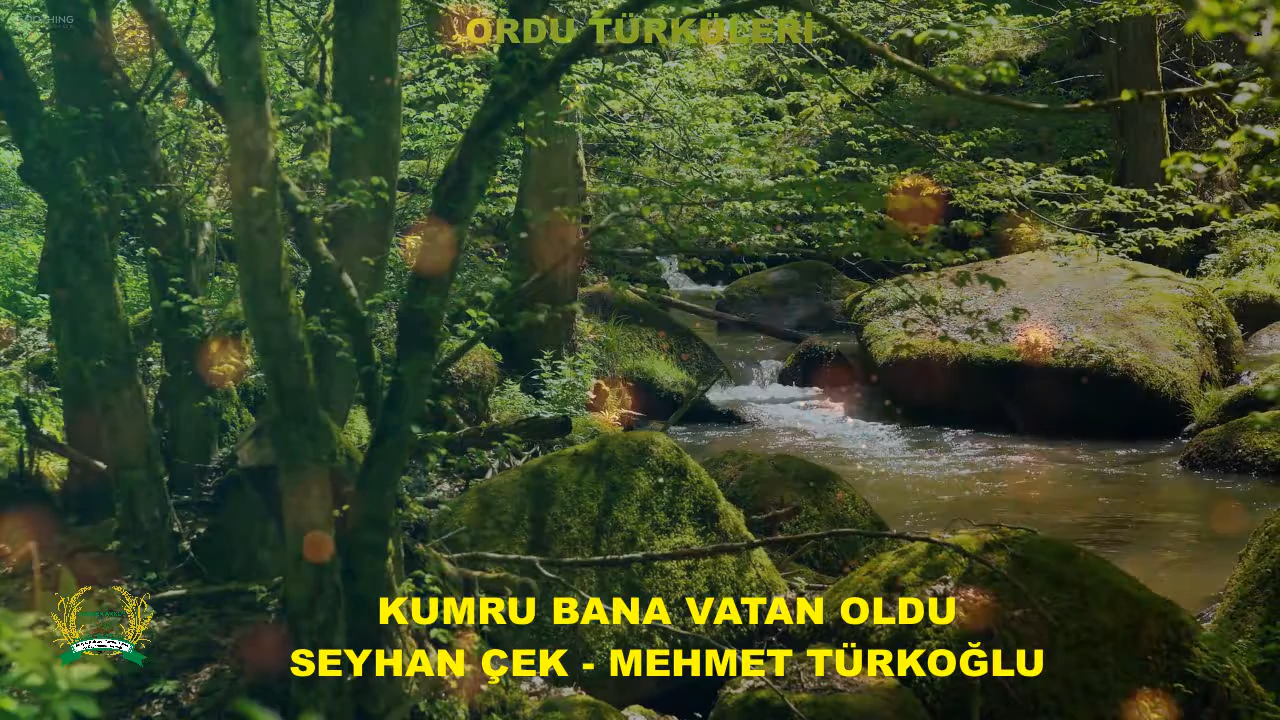 ORDU TÜRKÜLERİ
KUMRU BANA VATAN OLDU
SEYHAN ÇEK - MEHMET TÜRKOĞLU